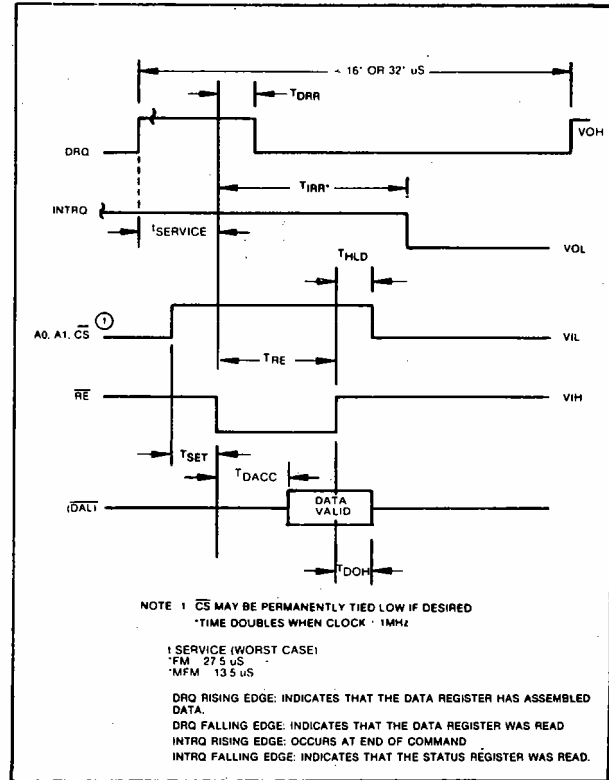 16* OR 32* uS
TDRR
VOH
DRQ
TIRR*
INTRQ
tSERVICE
VOL
THLD
A0, A1, CS 1
VIL
TRE
RE
VIH
TSET
TDACC
(DAL)
DATA
VALID
TDOH
NOTE 1 CS MAY BE PERMANENTLY TIED LOW IF DESIRED
*TIME DOUBLES WHEN CLOCK 1MHz
t SERVICE (WORST CASE)
*FM 27 5 uS
*MFM 13 5 uS
DRQ RISING EDGE: INDICATES THAT THE DATA REGISTER HAS ASSEMBLED
DATA.
DRQ FALLING EDGE: INDICATES THAT THE DATA REGISTER WAS READ
INTRQ RISING EDGE: OCCURS AT END OF COMMAND
INTRQ FALLING EDGE: INDICATES THAT THE STATUS REGISTER WAS READ.